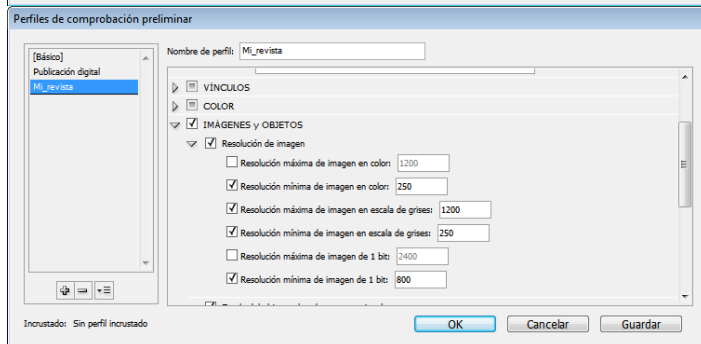 Perfiles de comprobación preliminar
[Básico]
Publicación digital
Mi_revista
Nombre de perfil: Mi_revista
VÍNCULOS
COLOR
IMÁGENES y OBJETOS
Resolución de imagen
Resolución máxima de imagen en color: 1200
Resolución mínima de imagen en color: 250
Resolución máxima de imagen en escala de grises: 1200
Resolución mínima de imagen en escala de grises: 250
Resolución máxima de imagen de 1 bit: 2400
Resolución mínima de imagen de 1 bit: 800
Incrustado: Sin perfil incrustado
OK Cancelar Guardar